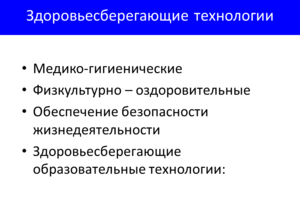 Здоровьесберегающие технологии
• Медико-гигиенические
• Физкультурно – оздоровительные
• Обеспечение безопасности
жизнедеятельности
• Здоровьесберегающие
образовательные технологии: